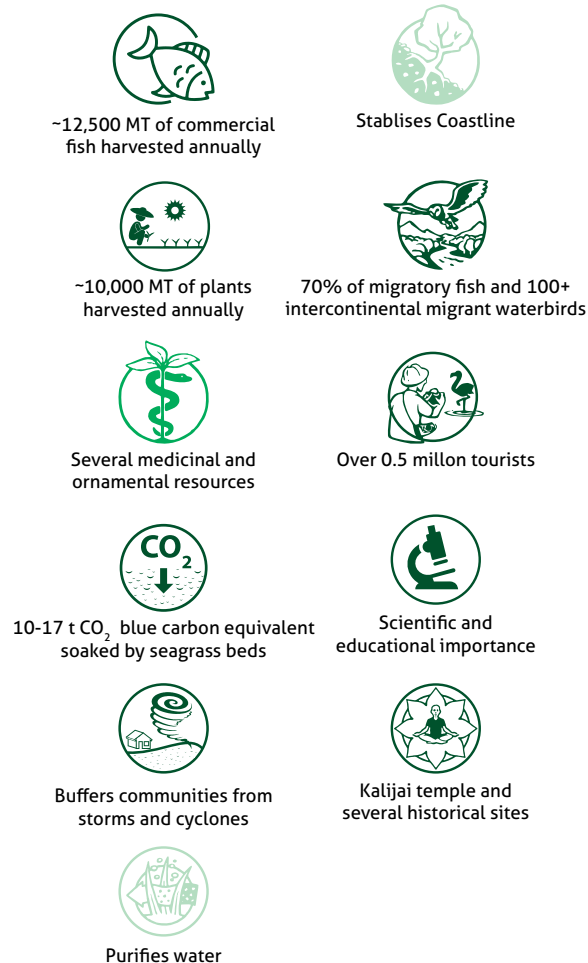 ~12,500 MT of commercial
fish harvested annually
Stablises Coastline
~10,000 MT of plants
harvested annually
70% of migratory fish and 100+
intercontinental migrant waterbirds
Several medicinal and
ornamental resources
Over 0.5 millon tourists
CO2
10-17 t CO2 blue carbon equivalent
soaked by seagrass beds
Scientific and
educational importance
Buffers communities from
storms and cyclones
Kalijai temple and
several historical sites
Purifies water